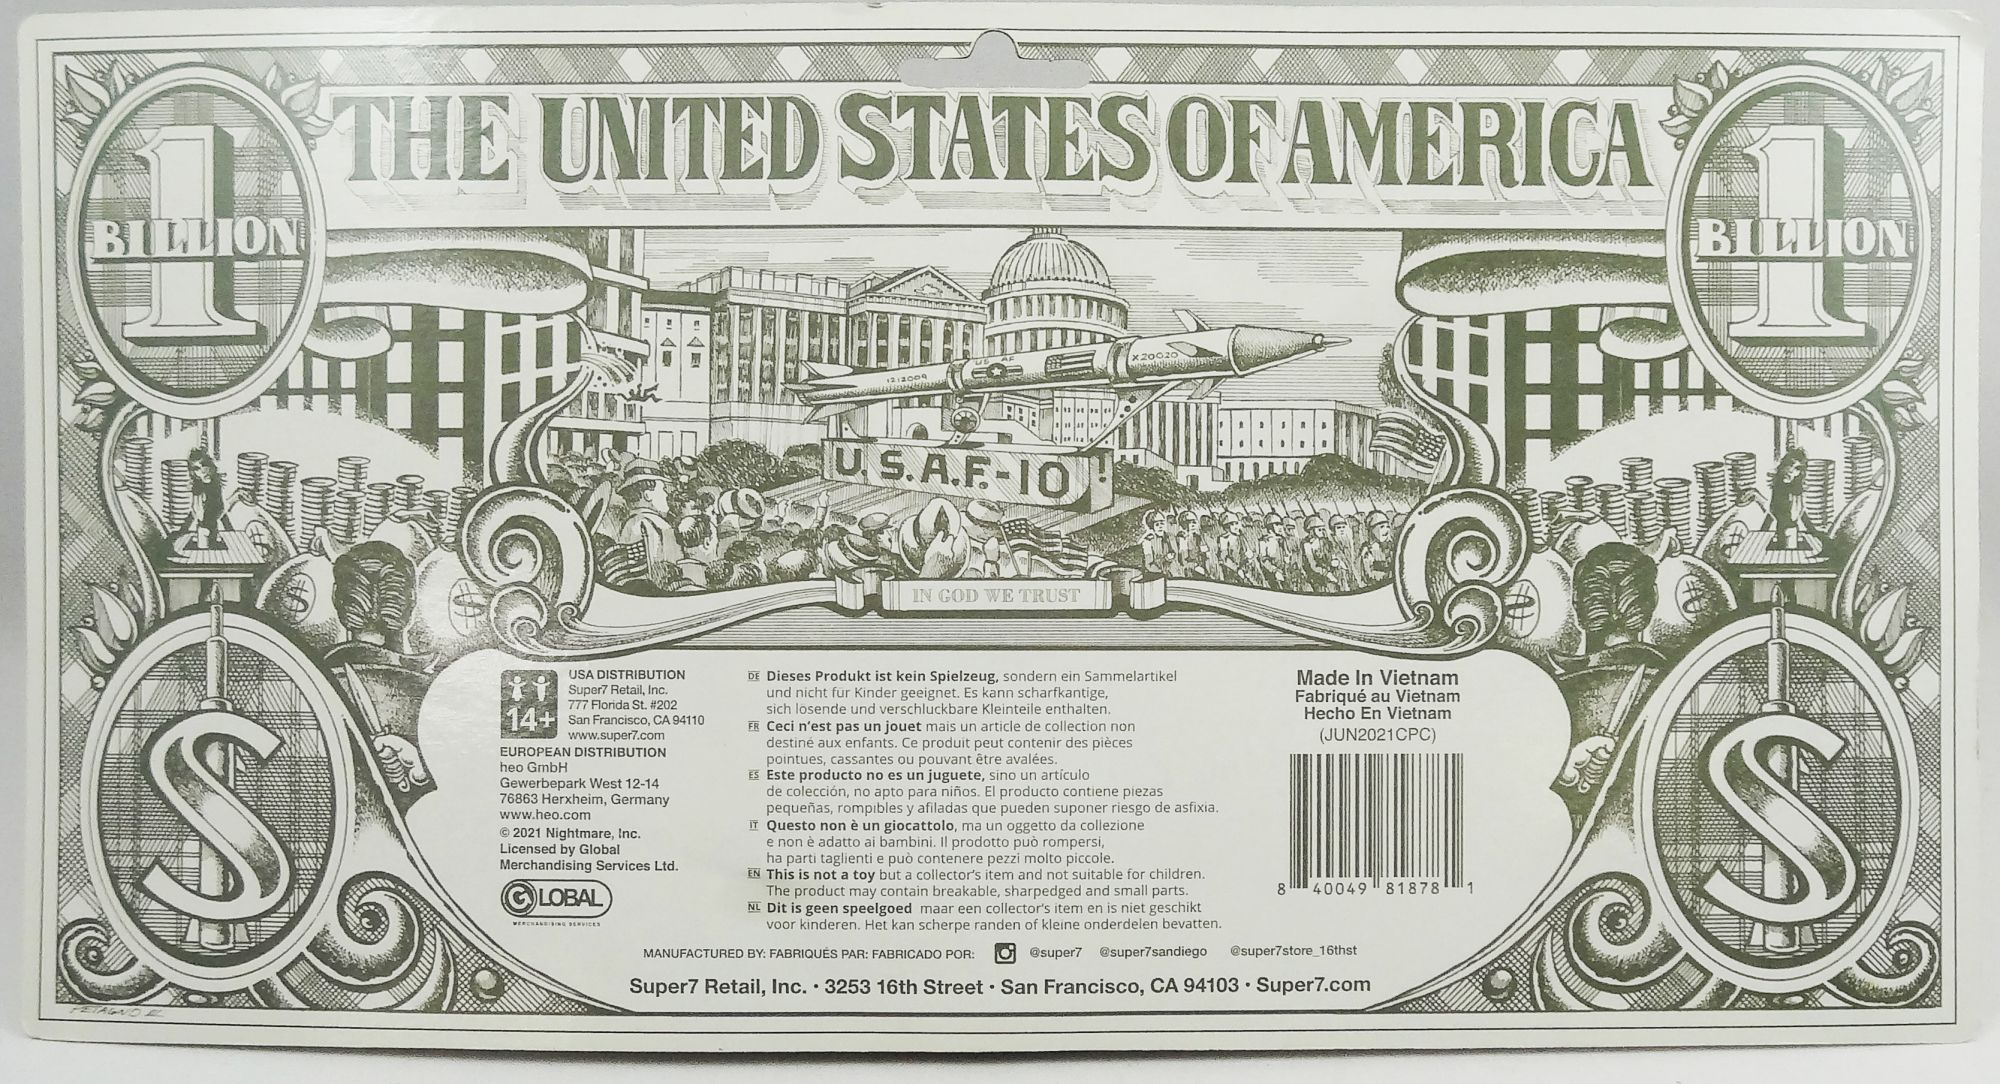 THE UNITED STATES OF AMERICA
1
BILLION
1
BILLION
US AF
1212009
X20020
U.S.A.F.-10!
IN GOD WE TRUST
$
$
$
$
$
$
14+
USA DISTRIBUTION
Super7 Retail, Inc.
777 Florida St. #202
San Francisco, CA 94110
www.super7.com
EUROPEAN DISTRIBUTION
heo GmbH
Gewerbepark West 12-14
76863 Herxheim, Germany
www.heo.com
© 2021 Nightmare, Inc.
Licensed by Global
Merchandising Services Ltd.
GLOBAL
MERCHANDISING SERVICES
DE Dieses Produkt ist kein Spielzeug, sondern ein Sammelartikel
und nicht für Kinder geeignet. Es kann scharfkantige,
sich lösende und verschluckbare Kleinteile enthalten.
FR Ceci n'est pas un jouet mais un article de collection non
destiné aux enfants. Ce produit peut contenir des pièces
pointues, cassantes ou pouvant être avalées.
ES Este producto no es un juguete, sino un artículo
de colección, no apto para niños. El producto contiene piezas
pequeñas, rompibles y afiladas que pueden suponer riesgo de asfixia.
IT Questo non è un giocattolo, ma un oggetto da collezione
e non è adatto ai bambini. Il prodotto può rompersi,
ha parti taglienti e può contenere pezzi molto piccole.
EN This is not a toy but a collector's item and not suitable for children.
The product may contain breakable, sharpedged and small parts.
NL Dit is geen speelgoed maar een collector's item en is niet geschikt
voor kinderen. Het kan scherpe randen of kleine onderdelen bevatten.
Made In Vietnam
Fabriqué au Vietnam
Hecho En Vietnam
(JUN2021CPC)
8 40049 81878 1
MANUFACTURED BY: FABRIQUÉS PAR: FABRICADO POR: @super7 @super7sandiego @super7store_16thst
Super7 Retail, Inc. • 3253 16th Street • San Francisco, CA 94103 • Super7.com